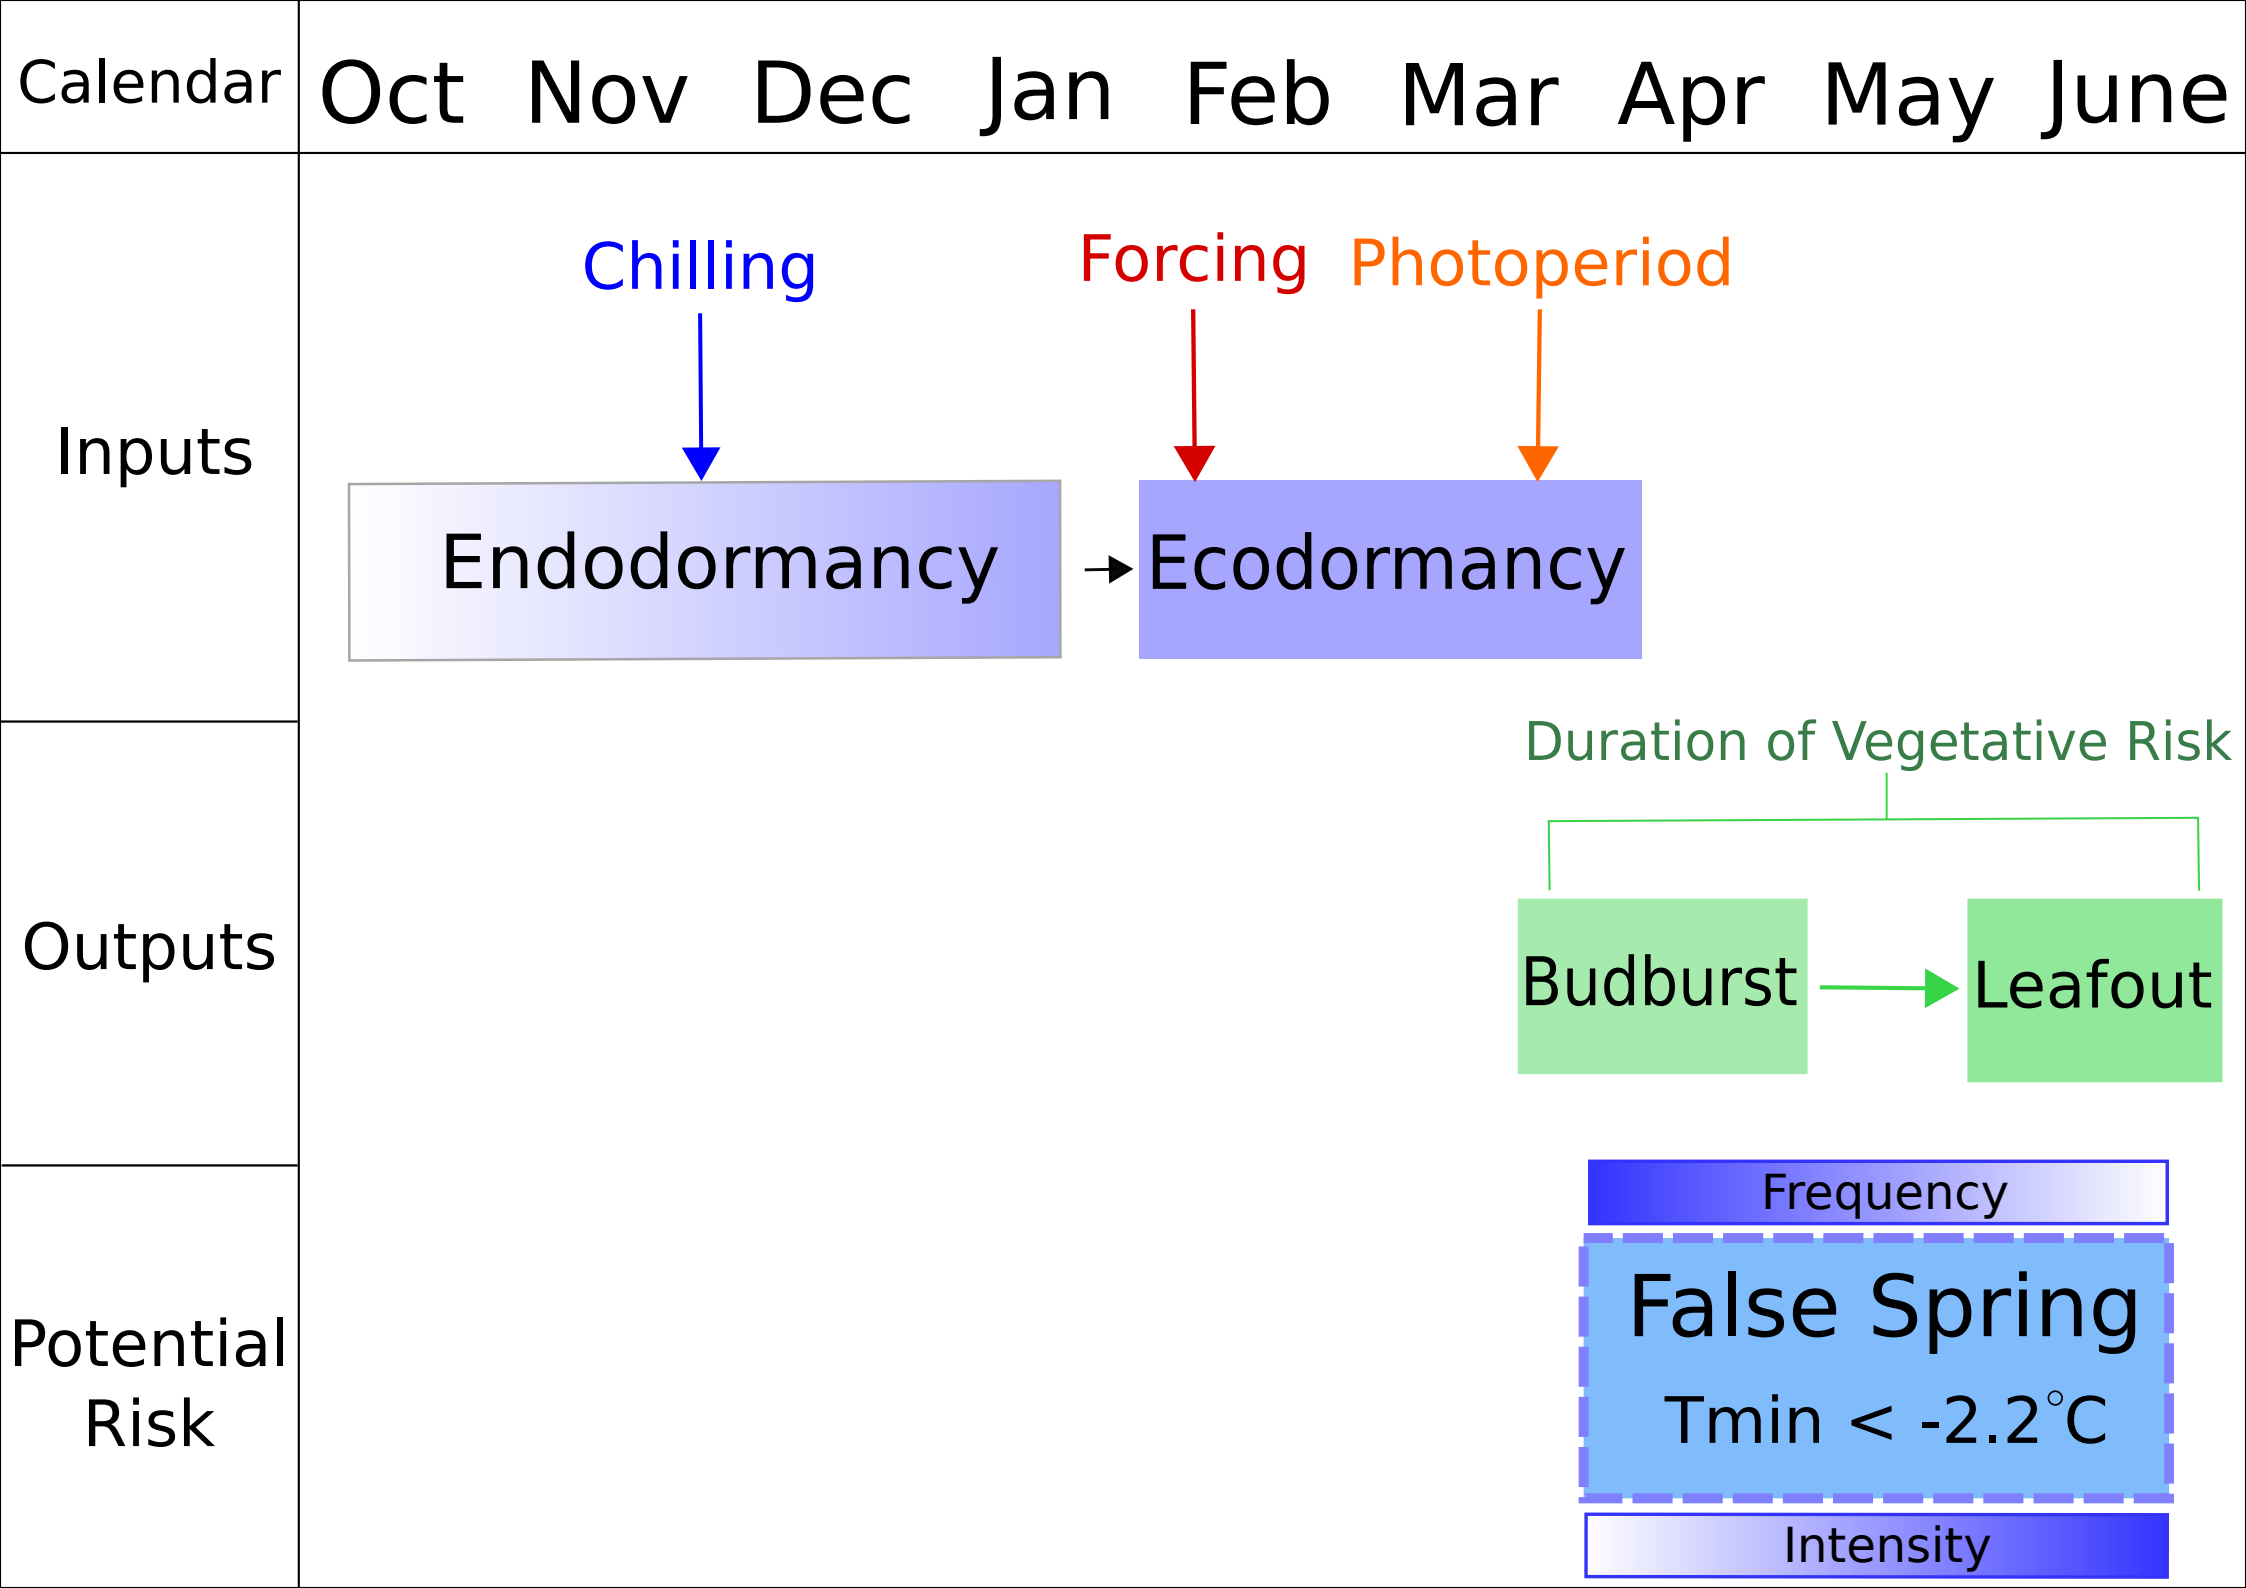 Calendar Oct Nov Dec Jan Feb Mar Apr May June
Inputs
Chilling Forcing Photoperiod
Endodormancy Ecodormancy
Outputs
Duration of Vegetative Risk
Budburst Leafout
Potential
Risk
Frequency
False Spring
Tmin < -2.2°C
Intensity